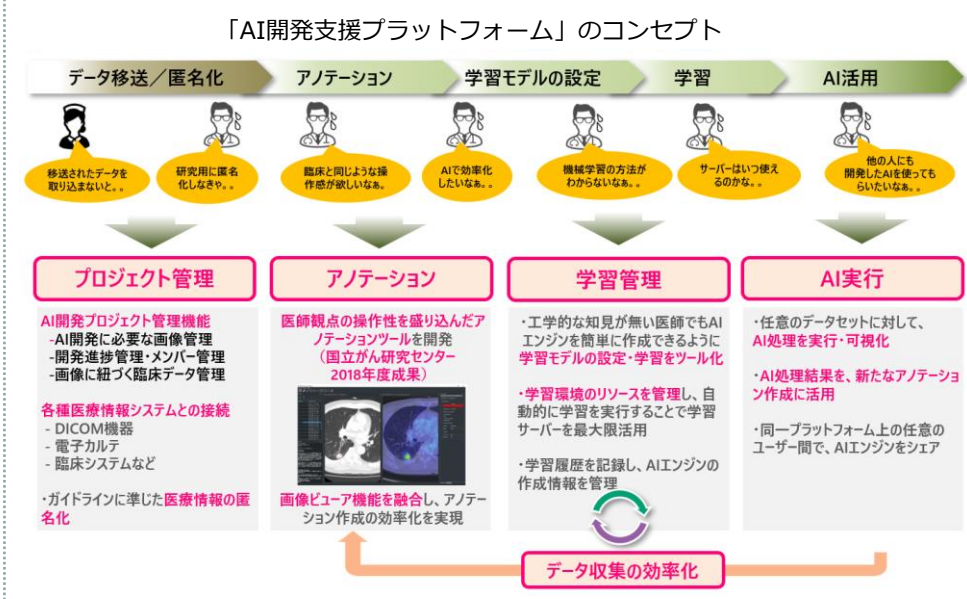 「AI開発支援プラットフォーム」のコンセプト
データ移送／匿名化
アノテーション
学習モデルの設定
学習
AI活用
移送されたデータを
取り込まないと。。
研究用に匿名
化しなきゃ。。
臨床と同じような操
作感が欲しいなぁ。
AIで効率化
したいなぁ。。
機械学習の方法が
わからないなぁ。。
サーバーはいつ使え
るのかな。。
他の人にも
開発したAIを使っても
らいたいなぁ。。
プロジェクト管理
AI開発プロジェクト管理機能
-AI開発に必要な画像管理
-開発進捗管理・メンバー管理
-画像に紐づく臨床データ管理
各種医療情報システムとの接続
- DICOM機器
- 電子カルテ
- 臨床システムなど
・ガイドラインに準じた医療情報の匿
名化
アノテーション
医師観点の操作性を盛り込んだア
ノテーションツールを開発
（国立がん研究センター
2018年度成果）
画像ビューア機能を融合し、アノテー
ション作成の効率化を実現
学習管理
・工学的な知見が無い医師でもAI
エンジンを簡単に作成できるように
学習モデルの設定・学習をツール化
・学習環境のリソースを管理し、自
動的に学習を実行することで学習
サーバーを最大限活用
・学習履歴を記録し、AIエンジンの
作成情報を管理
AI実行
・任意のデータセットに対して、
AI処理を実行・可視化
・AI処理結果を、新たなアノテーショ
ン作成に活用
・同一プラットフォーム上の任意の
ユーザー間で、AIエンジンをシェア
データ収集の効率化